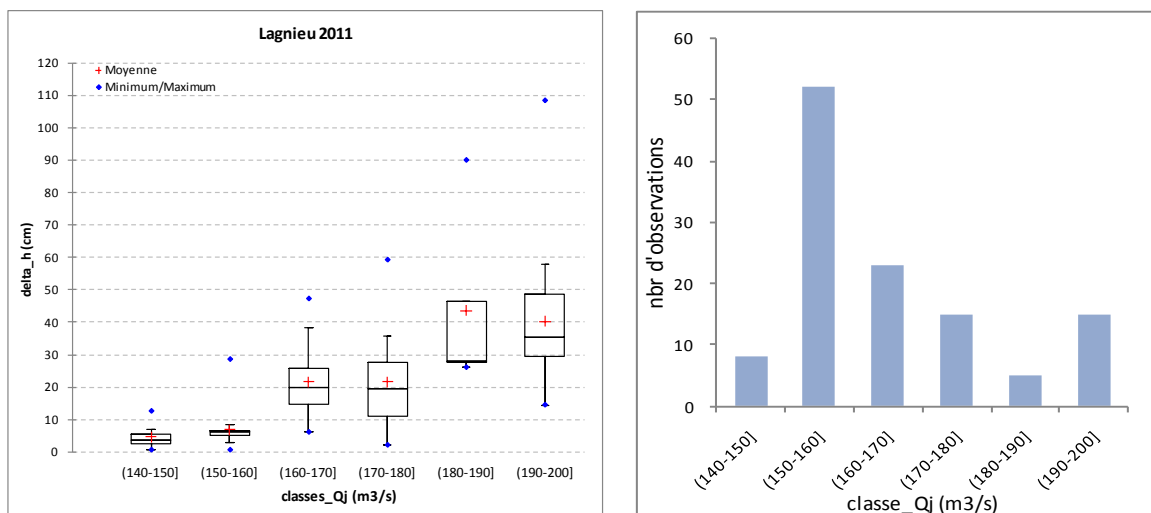 Lagnieu 2011
Moyenne
Minimum/Maximum
120
110
100
90
80
70
60
50
40
30
20
10
0
delta_h (cm)
(140-150] (150-160] (160-170] (170-180] (180-190] (190-200]
classes_Qj (m3/s)
60
50
40
30
20
10
0
nbr d'observations
(140-150] (150-160] (160-170] (170-180] (180-190] (190-200]
classe_Qj (m3/s)